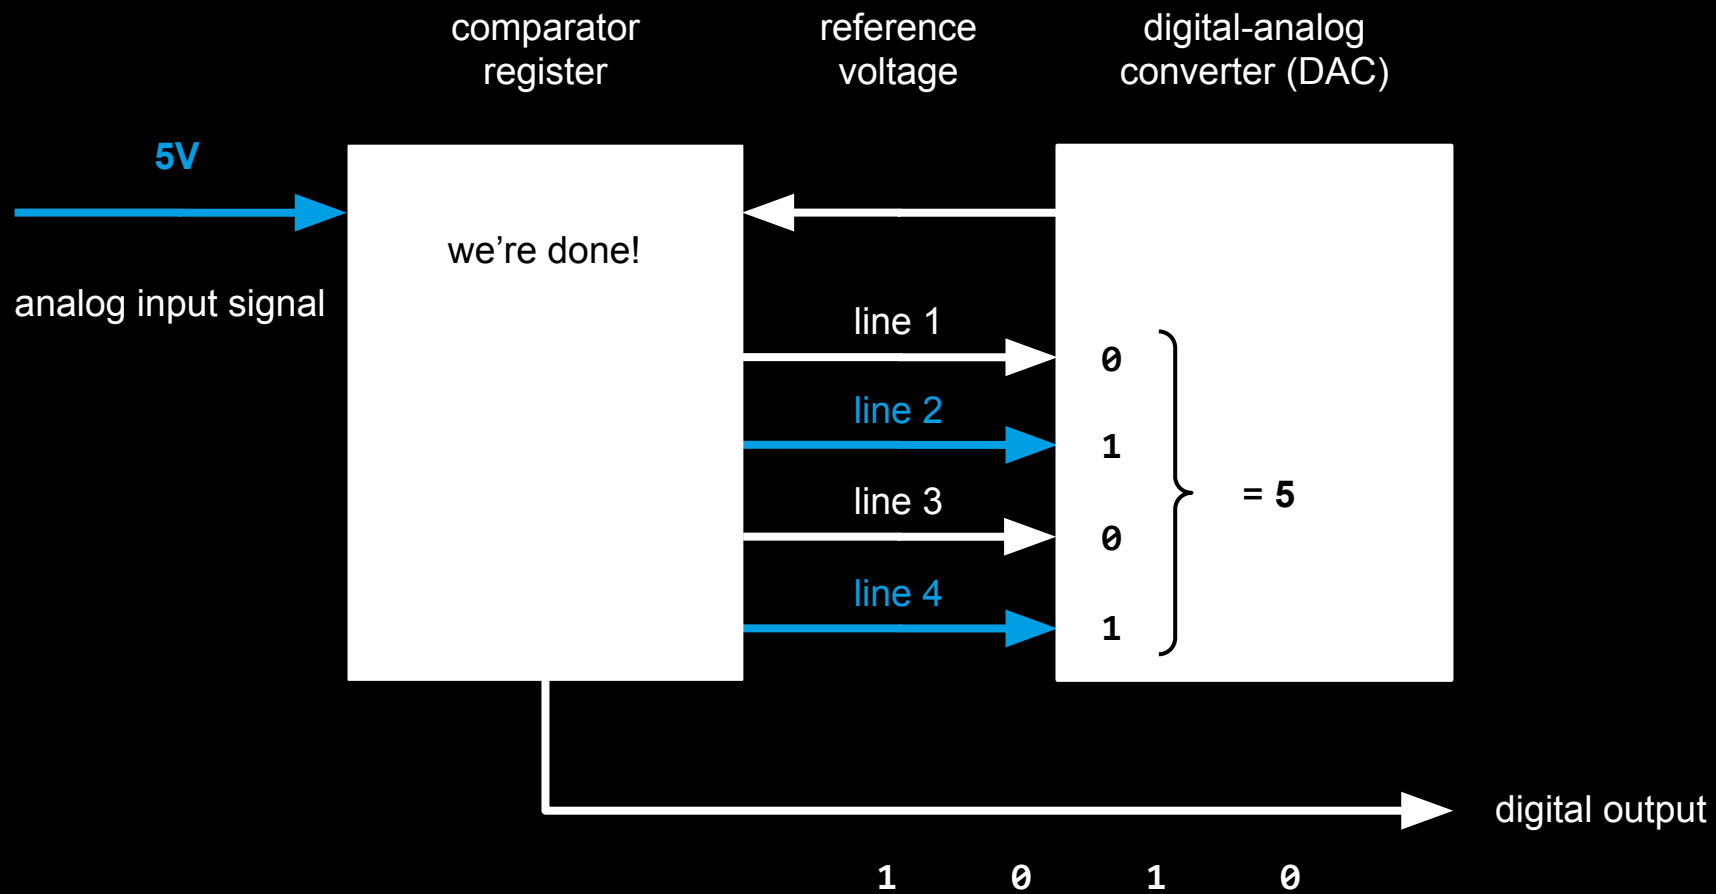 comparator
register
reference
voltage
digital-analog
converter (DAC)
5V
we're done!
analog input signal
line 1
0
line 2
1
line 3
= 5
0
line 4
1
digital output
1 0 1 0